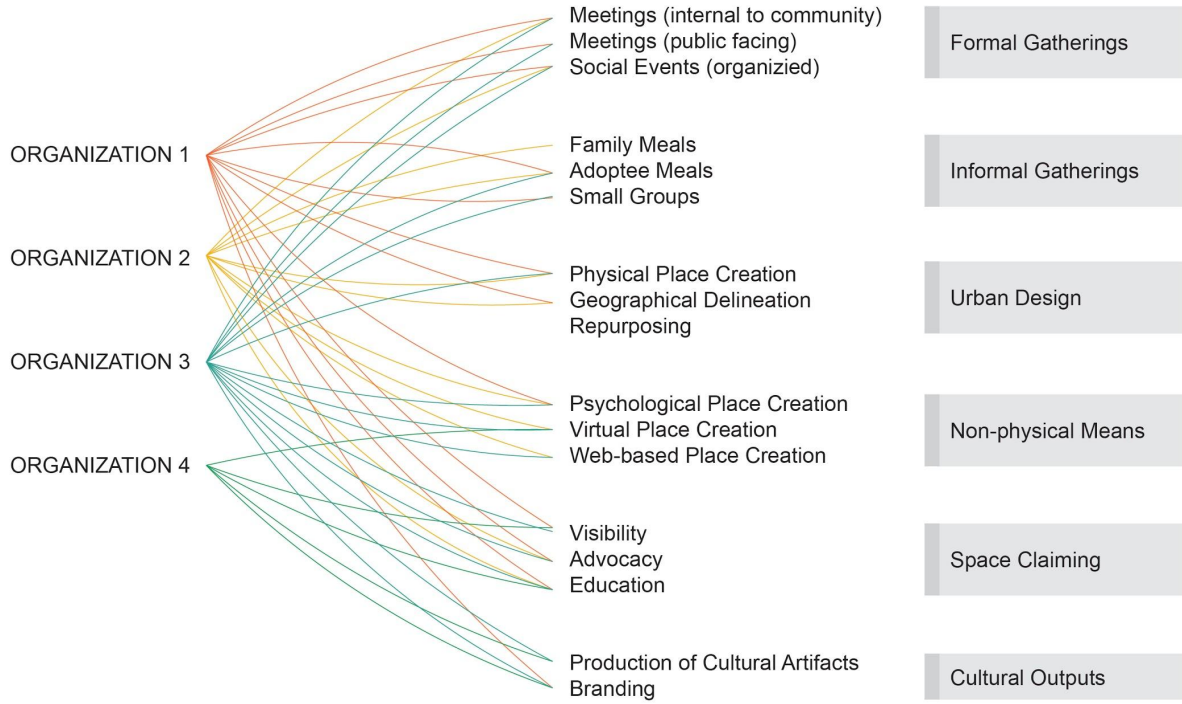 ORGANIZATION 1
ORGANIZATION 2
ORGANIZATION 3
ORGANIZATION 4
Meetings (internal to community)
Meetings (public facing)
Social Events (organizied)
Formal Gatherings
Family Meals
Adoptee Meals
Small Groups
Informal Gatherings
Physical Place Creation
Geographical Delineation
Repurposing
Urban Design
Psychological Place Creation
Virtual Place Creation
Web-based Place Creation
Non-physical Means
Visibility
Advocacy
Education
Space Claiming
Production of Cultural Artifacts
Branding
Cultural Outputs